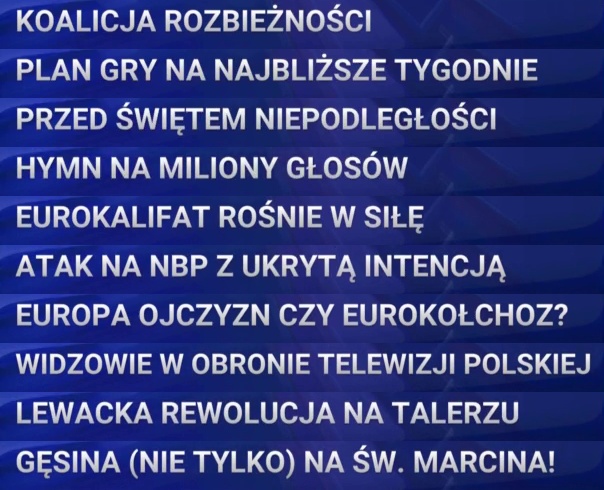 KOALICJA ROZBIEŻNOŚCI
PLAN GRY NA NAJBLIŻSZE TYGODNIE
PRZED ŚWIĘTEM NIEPODLEGŁOŚCI
HYMN NA MILIONY GŁOSÓW
EUROKALIFAT ROŚNIE W SIŁĘ
ATAK NA NBP Z UKRYTĄ INTENCJĄ
EUROPA OJCZYZN CZY EUROKOŁCHOZ?
WIDZOWIE W OBRONIE TELEWIZJI POLSKIEJ
LEWACKA REWOLUCJA NA TALERZU
GĘSINA (NIE TYLKO) NA ŚW. MARCINA!